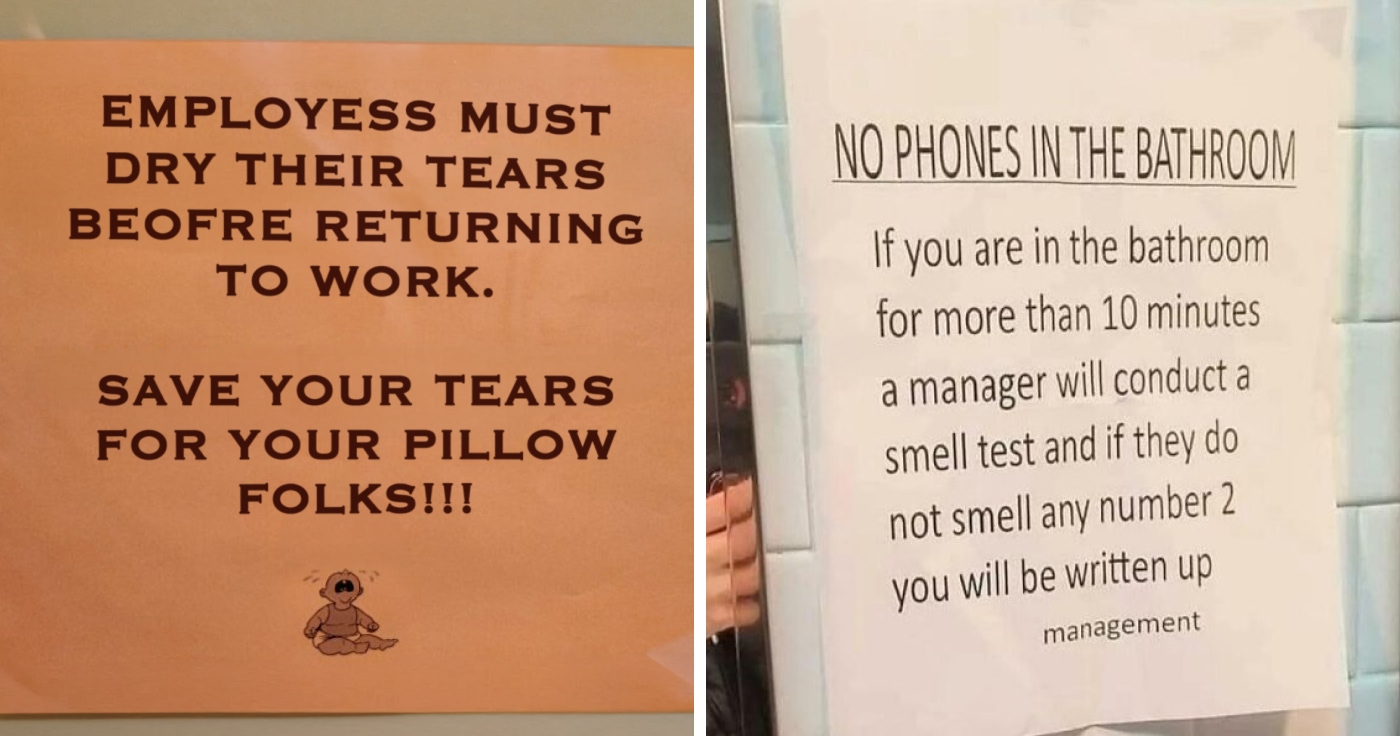 EMPLOYESS MUST
DRY THEIR TEARS
BEOFRE RETURNING
TO WORK.
SAVE YOUR TEARS
FOR YOUR PILLOW
FOLKS!!!
NO PHONES IN THE BATHROOM
If you are in the bathroom
for more than 10 minutes
a manager will conduct a
smell test and if they do
not smell any number 2
you will be written up
management